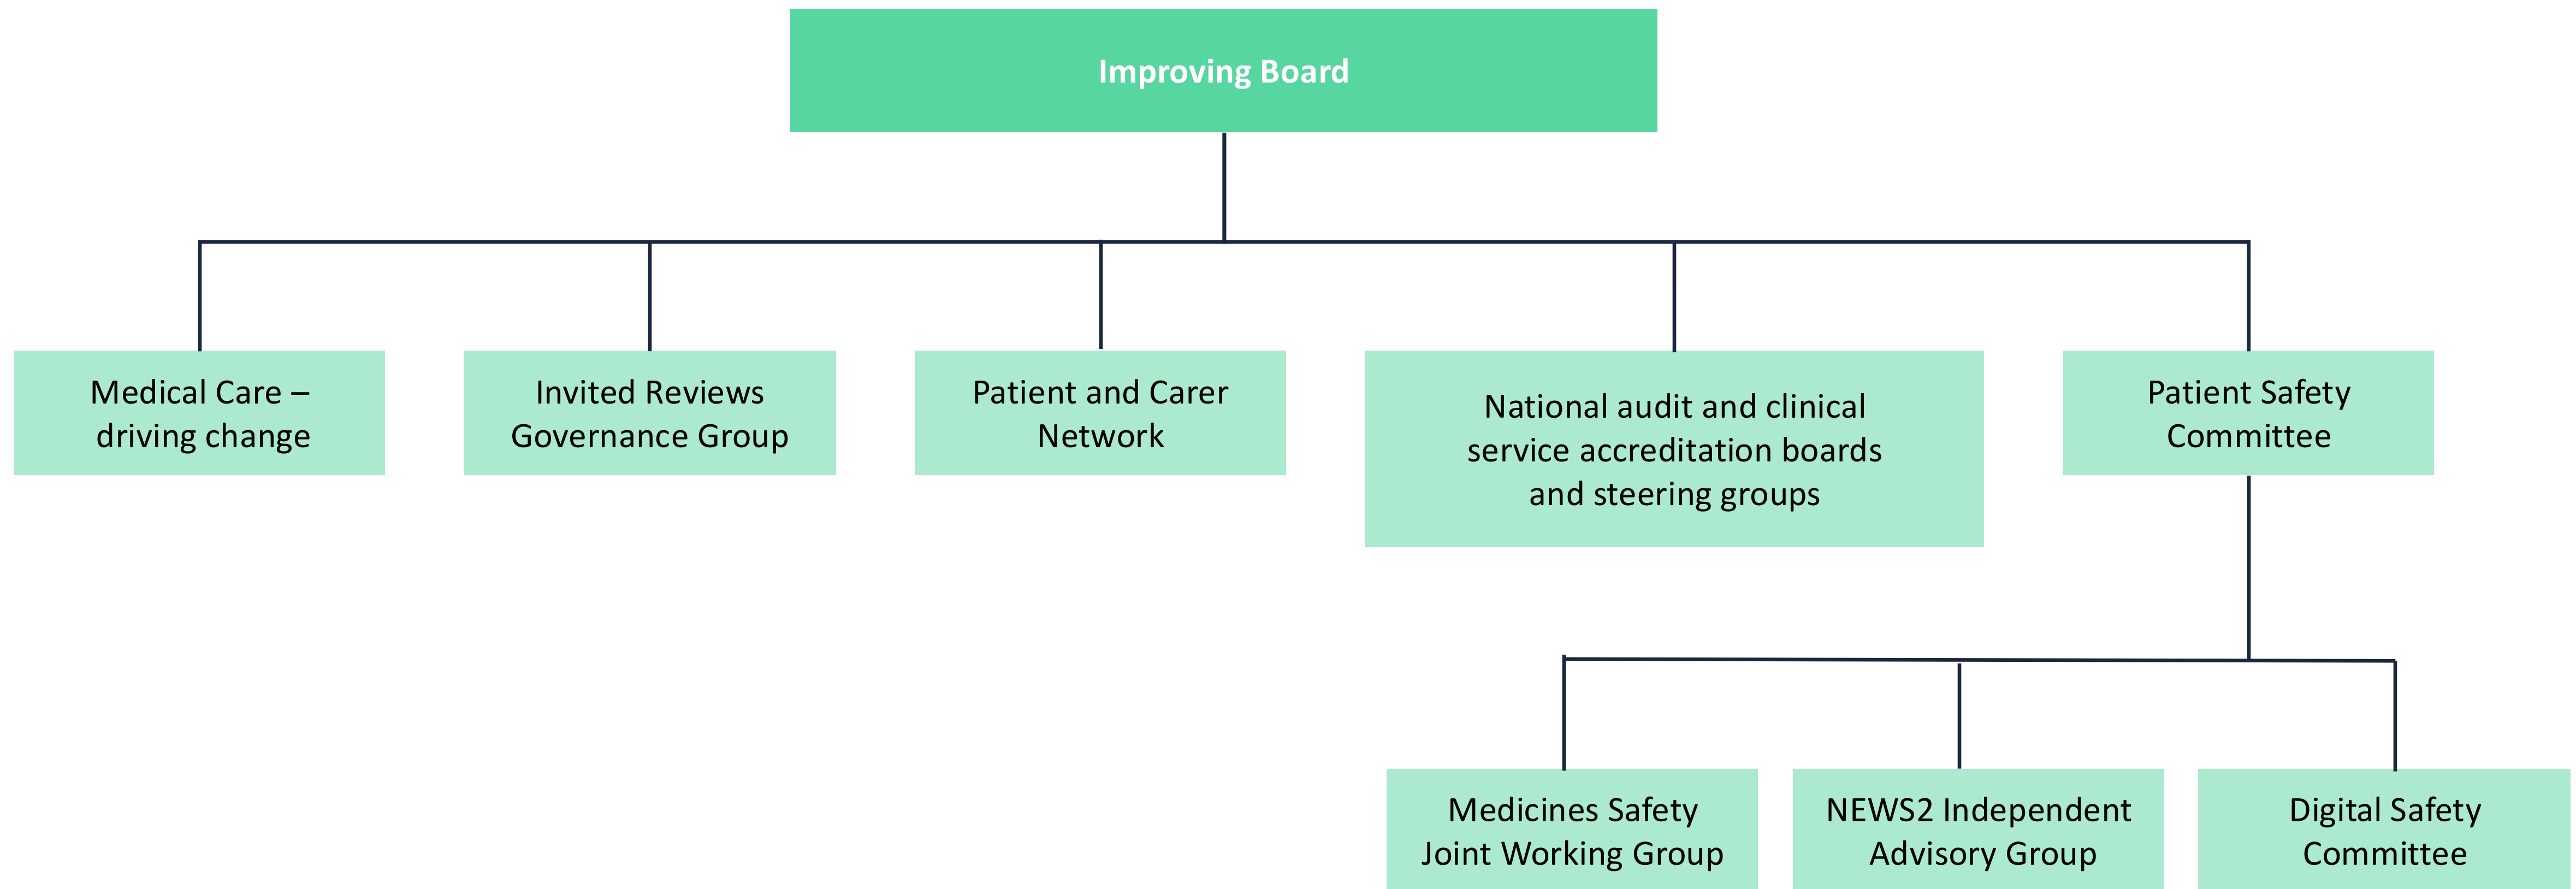 Improving Board
Medical Care –
driving change
Invited Reviews
Governance Group
Patient and Carer
Network
National audit and clinical
service accreditation boards
and steering groups
Patient Safety
Committee
Medicines Safety
Joint Working Group
NEWS2 Independent
Advisory Group
Digital Safety
Committee